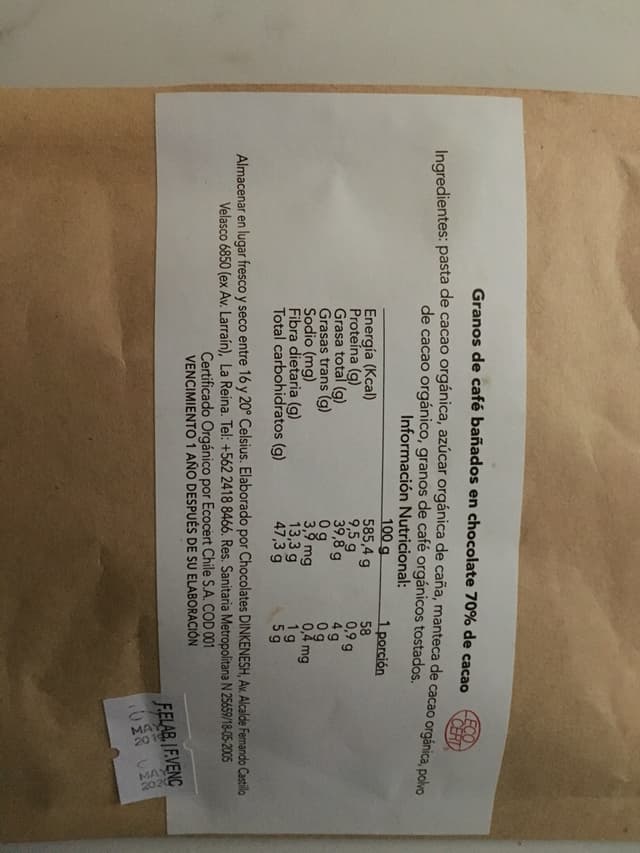 Granos de café bañados en chocolate 70% de cacao
ECO
CERT
Ingredientes: pasta de cacao orgánica, azúcar orgánica de caña, manteca de cacao orgánica, polvo
de cacao orgánico, granos de café orgánicos tostados.
Información Nutricional:
100 g 1 porción
Energía (Kcal) 585,4 g 58
Proteína (g) 9,5 g 0,9 g
Grasa total (g) 39,8 g 4 g
Grasas trans (g) 0 g 0 g
Sodio (mg) 3,9 mg 0,4 mg
Fibra dietaria (g) 13,3 g 1 g
Total carbohidratos (g) 47,3 g 5 g
Almacenar en lugar fresco y seco entre 16 y 20° Celsius. Elaborado por Chocolates DINKENESH, Av. Alcalde Fernando Castillo
Velasco 6850 (ex Av. Larraín), La Reina. Tel: +562 2418 8466. Res. Sanitaria Metropolitana N 25659/18-05-2005
Certificado Orgánico por Ecocert Chile S.A. COD 001
VENCIMIENTO 1 AÑO DESPUÉS DE SU ELABORACIÓN
F.ELAB. F.VENC